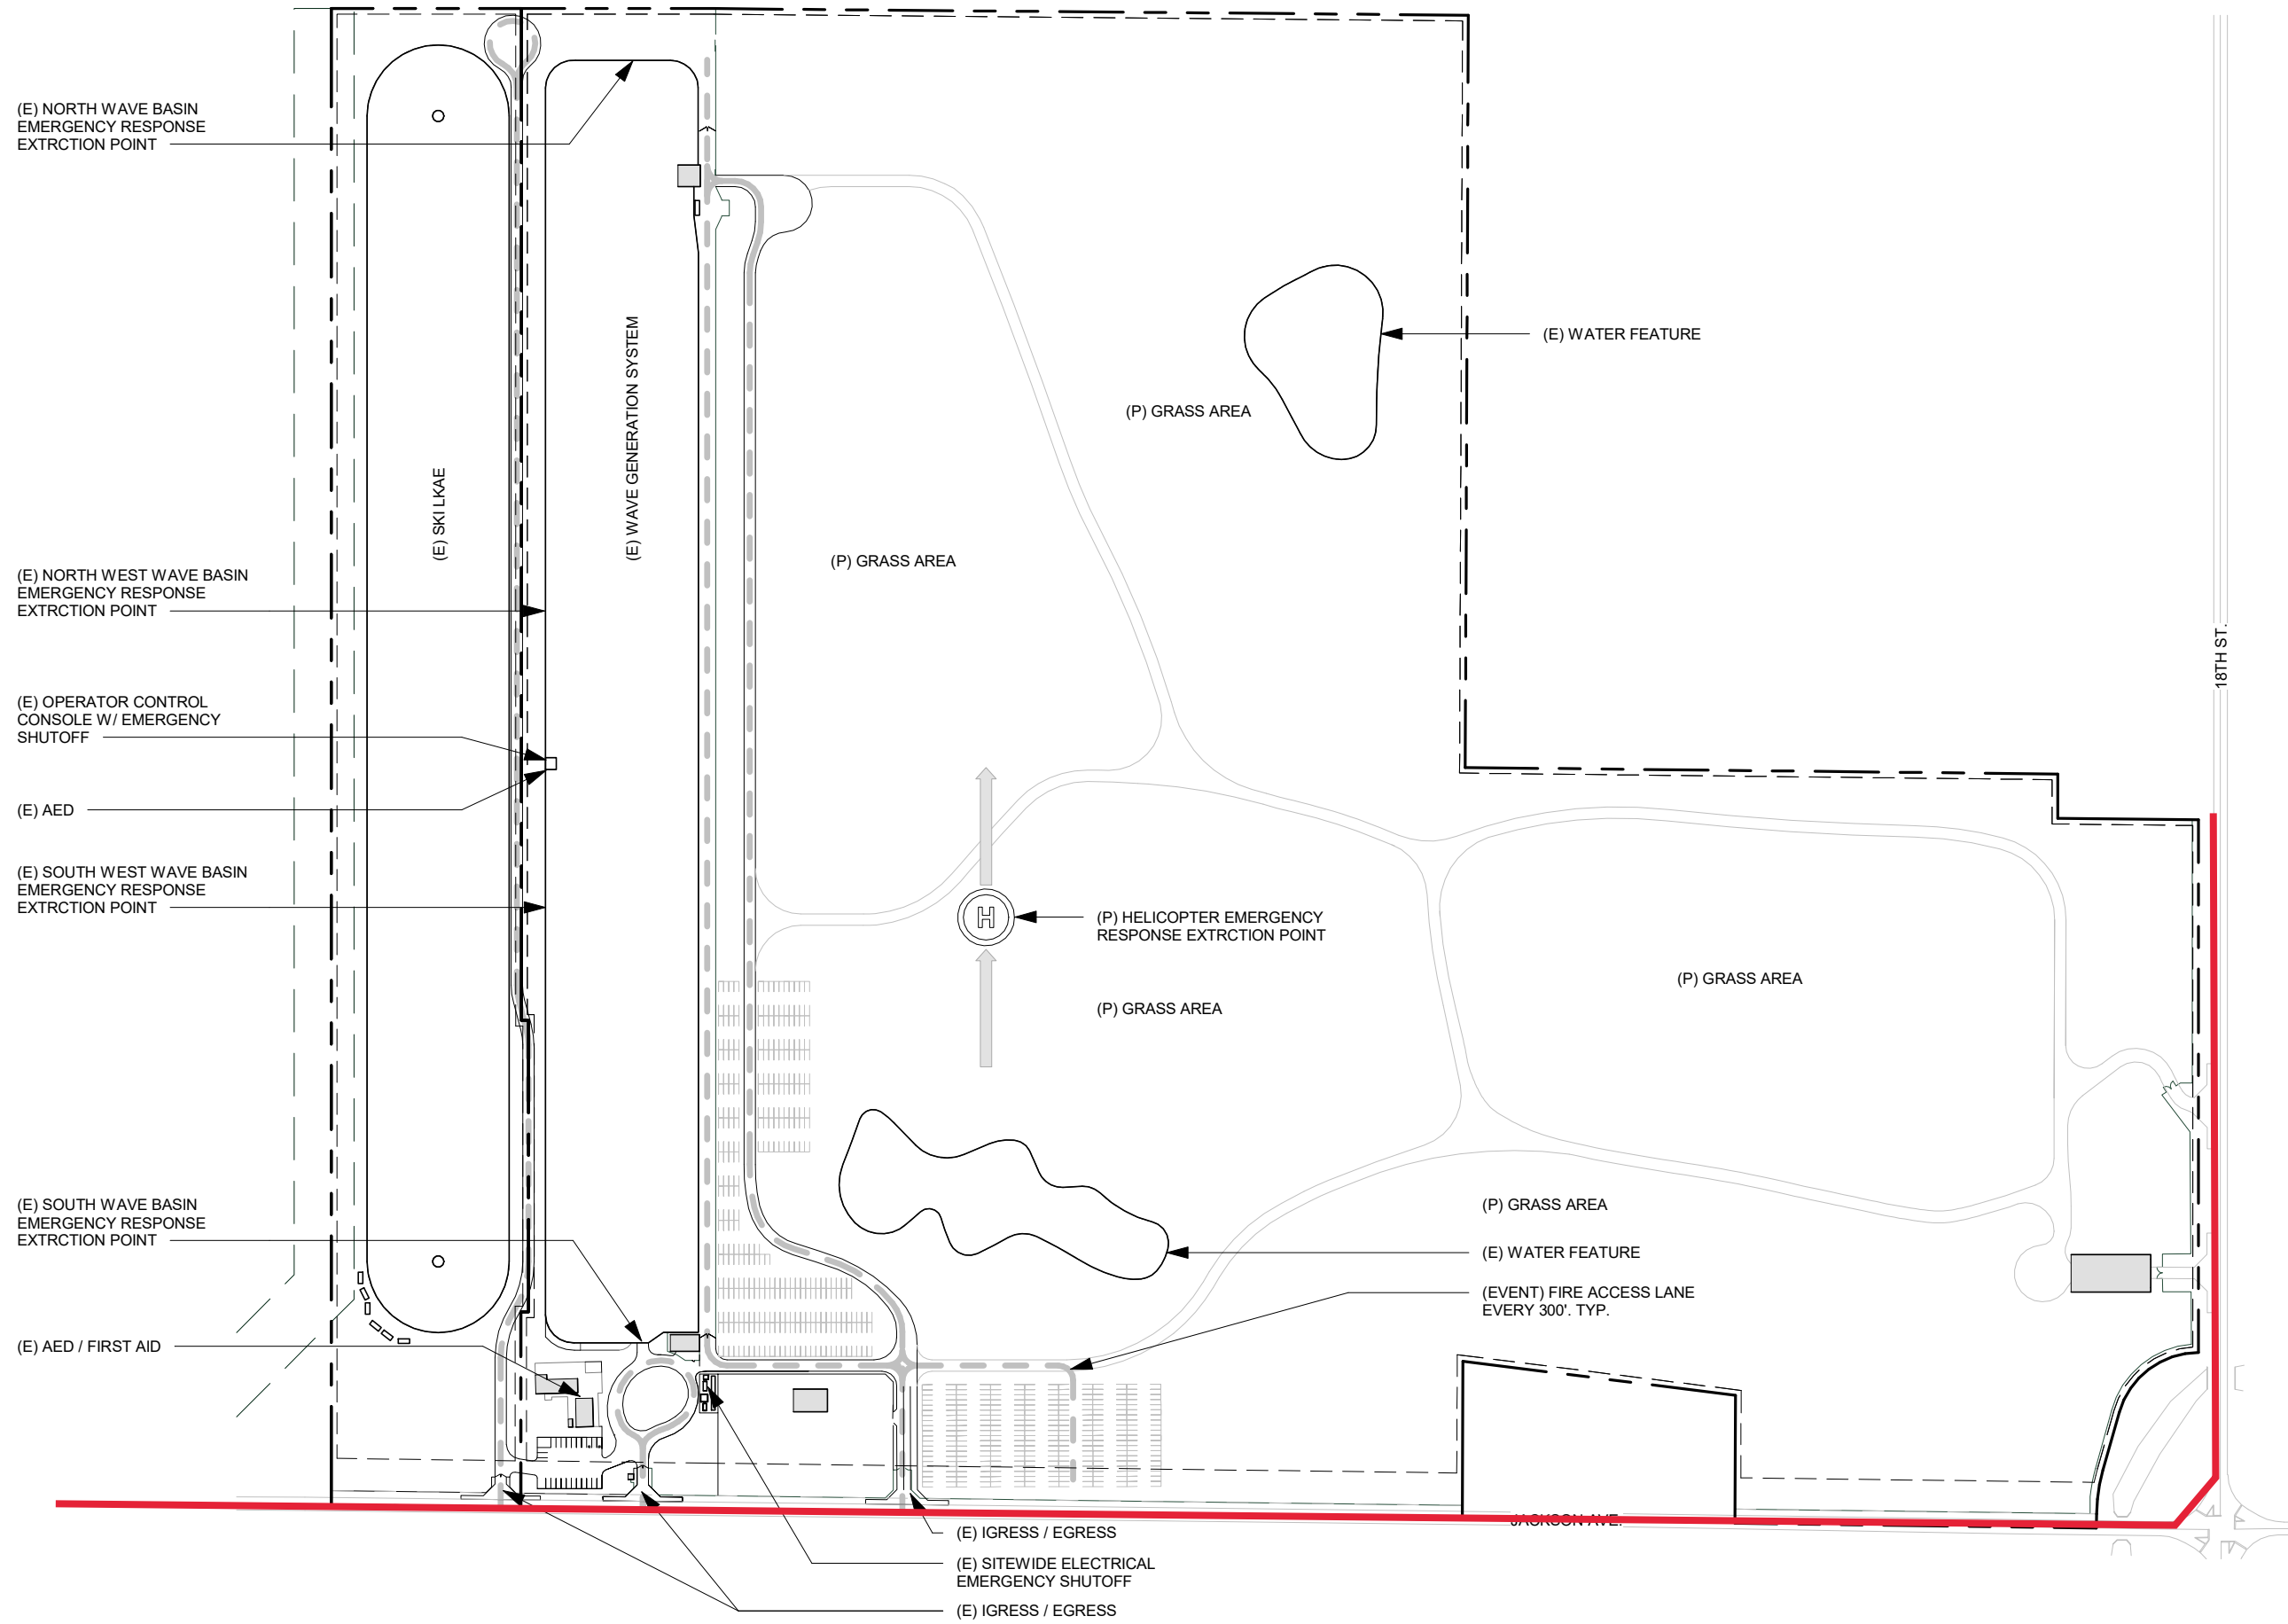 (E) NORTH WAVE BASIN
EMERGENCY RESPONSE
EXTRCTION POINT
(E) WATER FEATURE
(P) GRASS AREA
(E) WAVE GENERATION SYSTEM
(E) SKI LKAE
(P) GRASS AREA
(E) NORTH WEST WAVE BASIN
EMERGENCY RESPONSE
EXTRCTION POINT
18TH ST.
(E) OPERATOR CONTROL
CONSOLE W/ EMERGENCY
SHUTOFF
(E) AED
(E) SOUTH WEST WAVE BASIN
EMERGENCY RESPONSE
EXTRCTION POINT
H
(P) HELICOPTER EMERGENCY
RESPONSE EXTRCTION POINT
(P) GRASS AREA
(P) GRASS AREA
(E) SOUTH WAVE BASIN
EMERGENCY RESPONSE
EXTRCTION POINT
(P) GRASS AREA
(E) WATER FEATURE
(EVENT) FIRE ACCESS LANE
EVERY 300'. TYP.
(E) AED / FIRST AID
JACKSON AVE.
(E) IGRESS / EGRESS
(E) SITEWIDE ELECTRICAL
EMERGENCY SHUTOFF
(E) IGRESS / EGRESS